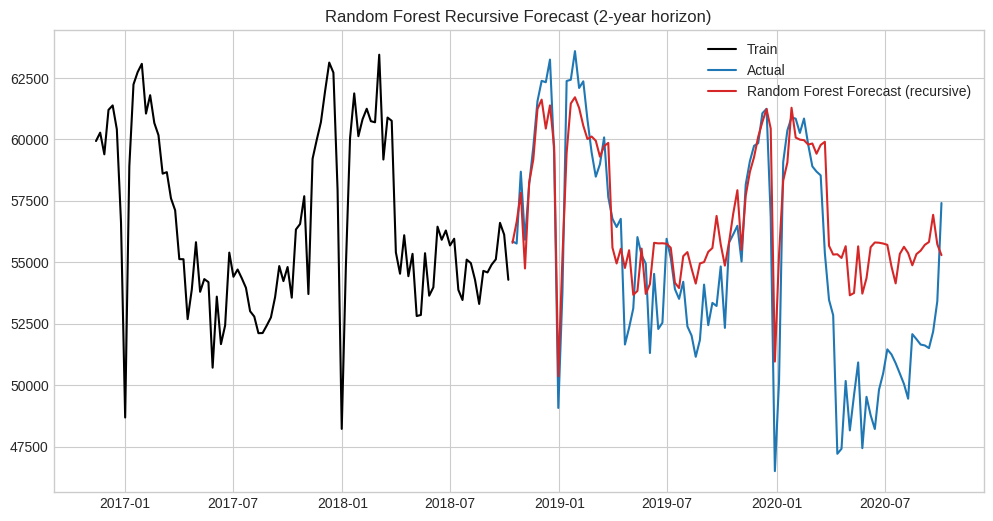 Random Forest Recursive Forecast (2-year horizon)
Train
Actual
Random Forest Forecast (recursive)
62500
60000
57500
55000
52500
50000
47500
2017-01 2017-07 2018-01 2018-07 2019-01 2019-07 2020-01 2020-07